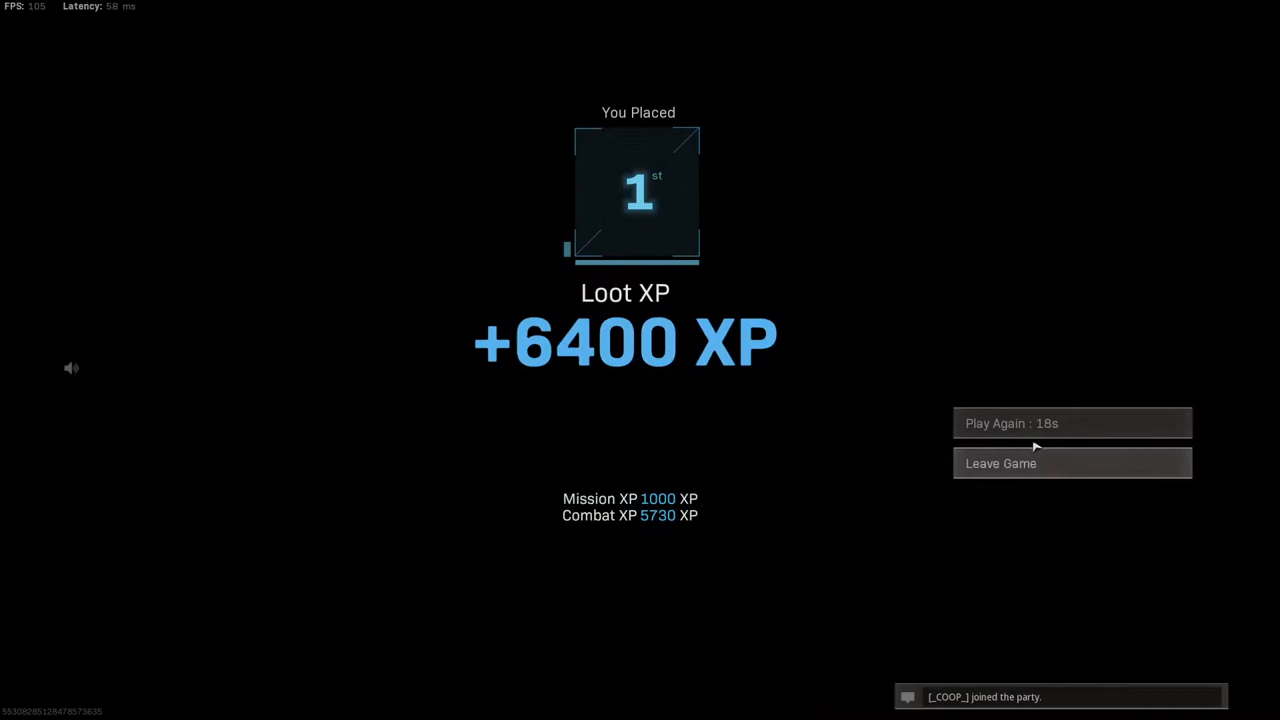 FPS: 105 Latency: 58 ms
You Placed
1st
Loot XP
+6400 XP
Play Again : 18s
Leave Game
Mission XP 1000 XP
Combat XP 5730 XP
[_COOP_] joined the party.
55308285128478573635